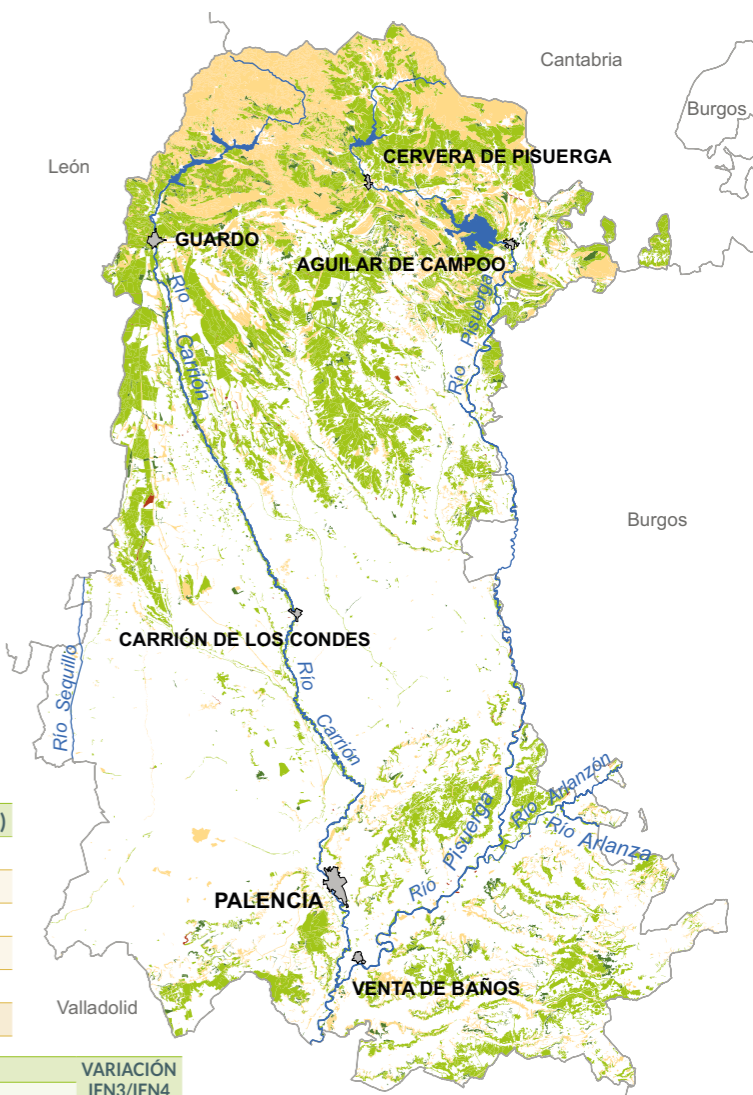 Cantabria
Burgos
León
CERVERA DE PISUERGA
GUARDO
AGUILAR DE CAMPOO
Río Carrión
Río Pisuerga
Burgos
CARRIÓN DE LOS CONDES
Río Sequillo
Río Carrión
)
Río Arlanzón
Río Pisuerga
Río Arlanza
PALENCIA
Valladolid
VENTA DE BAÑOS
VARIACIÓN
IFN3/IFN4